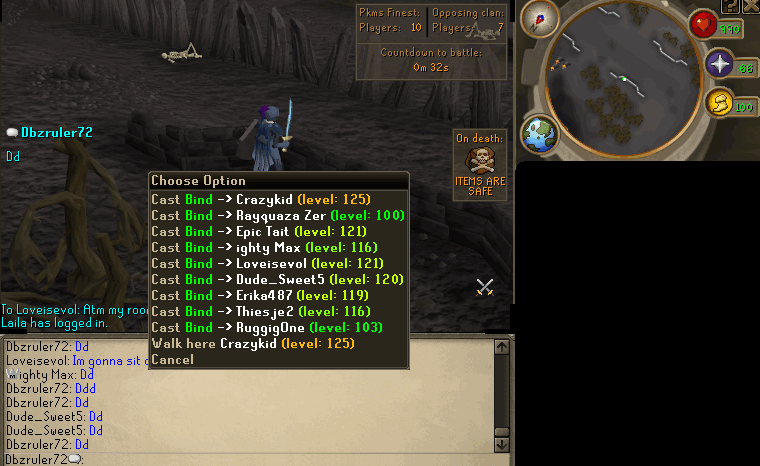 Pkms Finest: Opposing clan:
Players: 10 Players: 7
Countdown to battle:
0m 32s
990
66
100
Dbzruler72
Dd
On death:
ITEMS ARE
SAFE
Choose Option
Cast Bind -> Crazykid (level: 125)
Cast Bind -> Rayquaza Zer (level: 100)
Cast Bind -> Epic Tait (level: 121)
Cast Bind -> ighty Max (level: 116)
Cast Bind -> Loveisevol (level: 121)
Cast Bind -> Dude_Sweet5 (level: 120)
Cast Bind -> Erika487 (level: 119)
Cast Bind -> Thiesje2 (level: 116)
Cast Bind -> RuggigOne (level: 103)
Walk here Crazykid (level: 125)
Cancel
To Loveisevol: Atm my roo
Laila has logged in.
Dbzruler72: Dd
Loveisevol: Im gonna sit
ighty Max: Dd
Dbzruler72: Ddd
Dbzruler72: Dd
Dude_Sweet5: Dd
Dude_Sweet5: Dd
Dbzruler72: Dd
Dbzruler72: